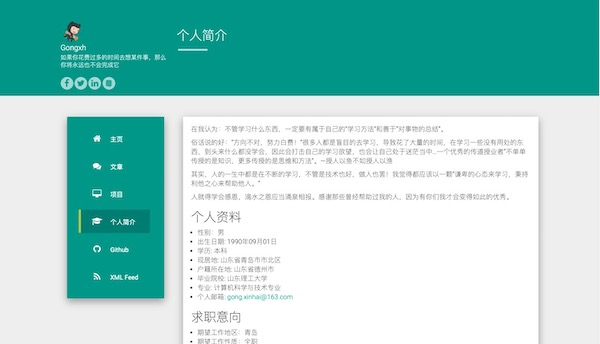 Gongxh
如果你花费过多的时间去想某件事，那么
你将永远也不会完成它
个人简介
主页
文章
项目
个人简介
Github
XML Feed
在我认为：不管学习什么东西，一定要有属于自己的"学习方法"和善于"对事物的总结"。
俗话说的好："方向不对，努力白费！"很多人都是盲目的去学习，导致花了大量的时间，在学习一些没有用处的东
西，到头来什么都没学会，因此会打击自己的学习欲望，也会让自己处于迷茫当中...一个优秀的传道授业者"不单单
传授的是知识、更多传授的是思维和方法"。—授人以鱼不如授人以渔
其实，人的一生中都是在不断的学习，不管是技术也好，做人也罢！我觉得都应该以一颗"谦卑的心态来学习，秉持
利他之心来帮助他人。"
人就得学会感恩，滴水之恩应当涌泉相报。感谢那些曾经帮助过我的人，因为有你们我才会变得如此的优秀。
个人资料
性别：男
出生日期: 1990年09月01日
学历: 本科
现居地: 山东省青岛市市北区
户籍所在地: 山东省德州市
毕业院校: 山东理工大学
专业: 计算机科学与技术专业
个人邮箱: gong.xinhai@163.com
求职意向
期望工作地区：青岛
期望工作性质：全职